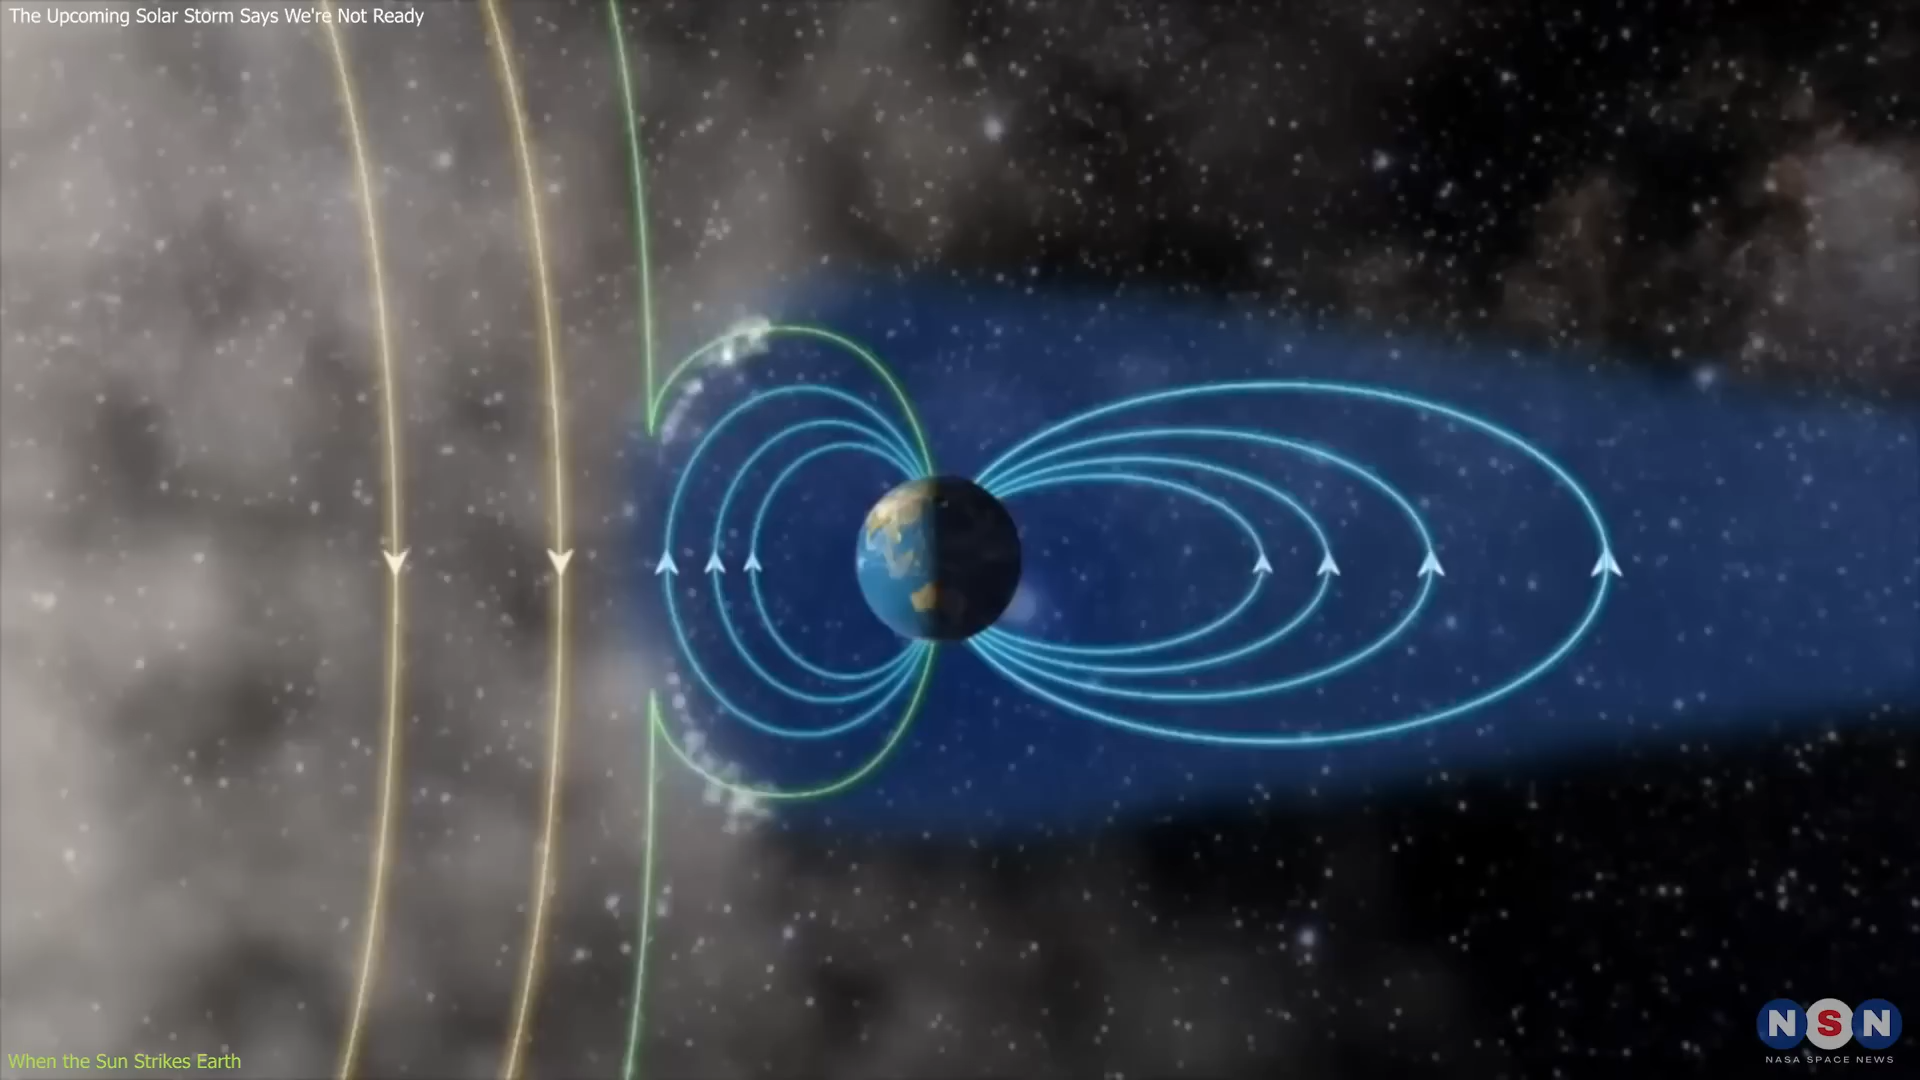 The Upcoming Solar Storm Says We're Not Ready
When the Sun Strikes Earth
NSN
NASA SPACE NEWS